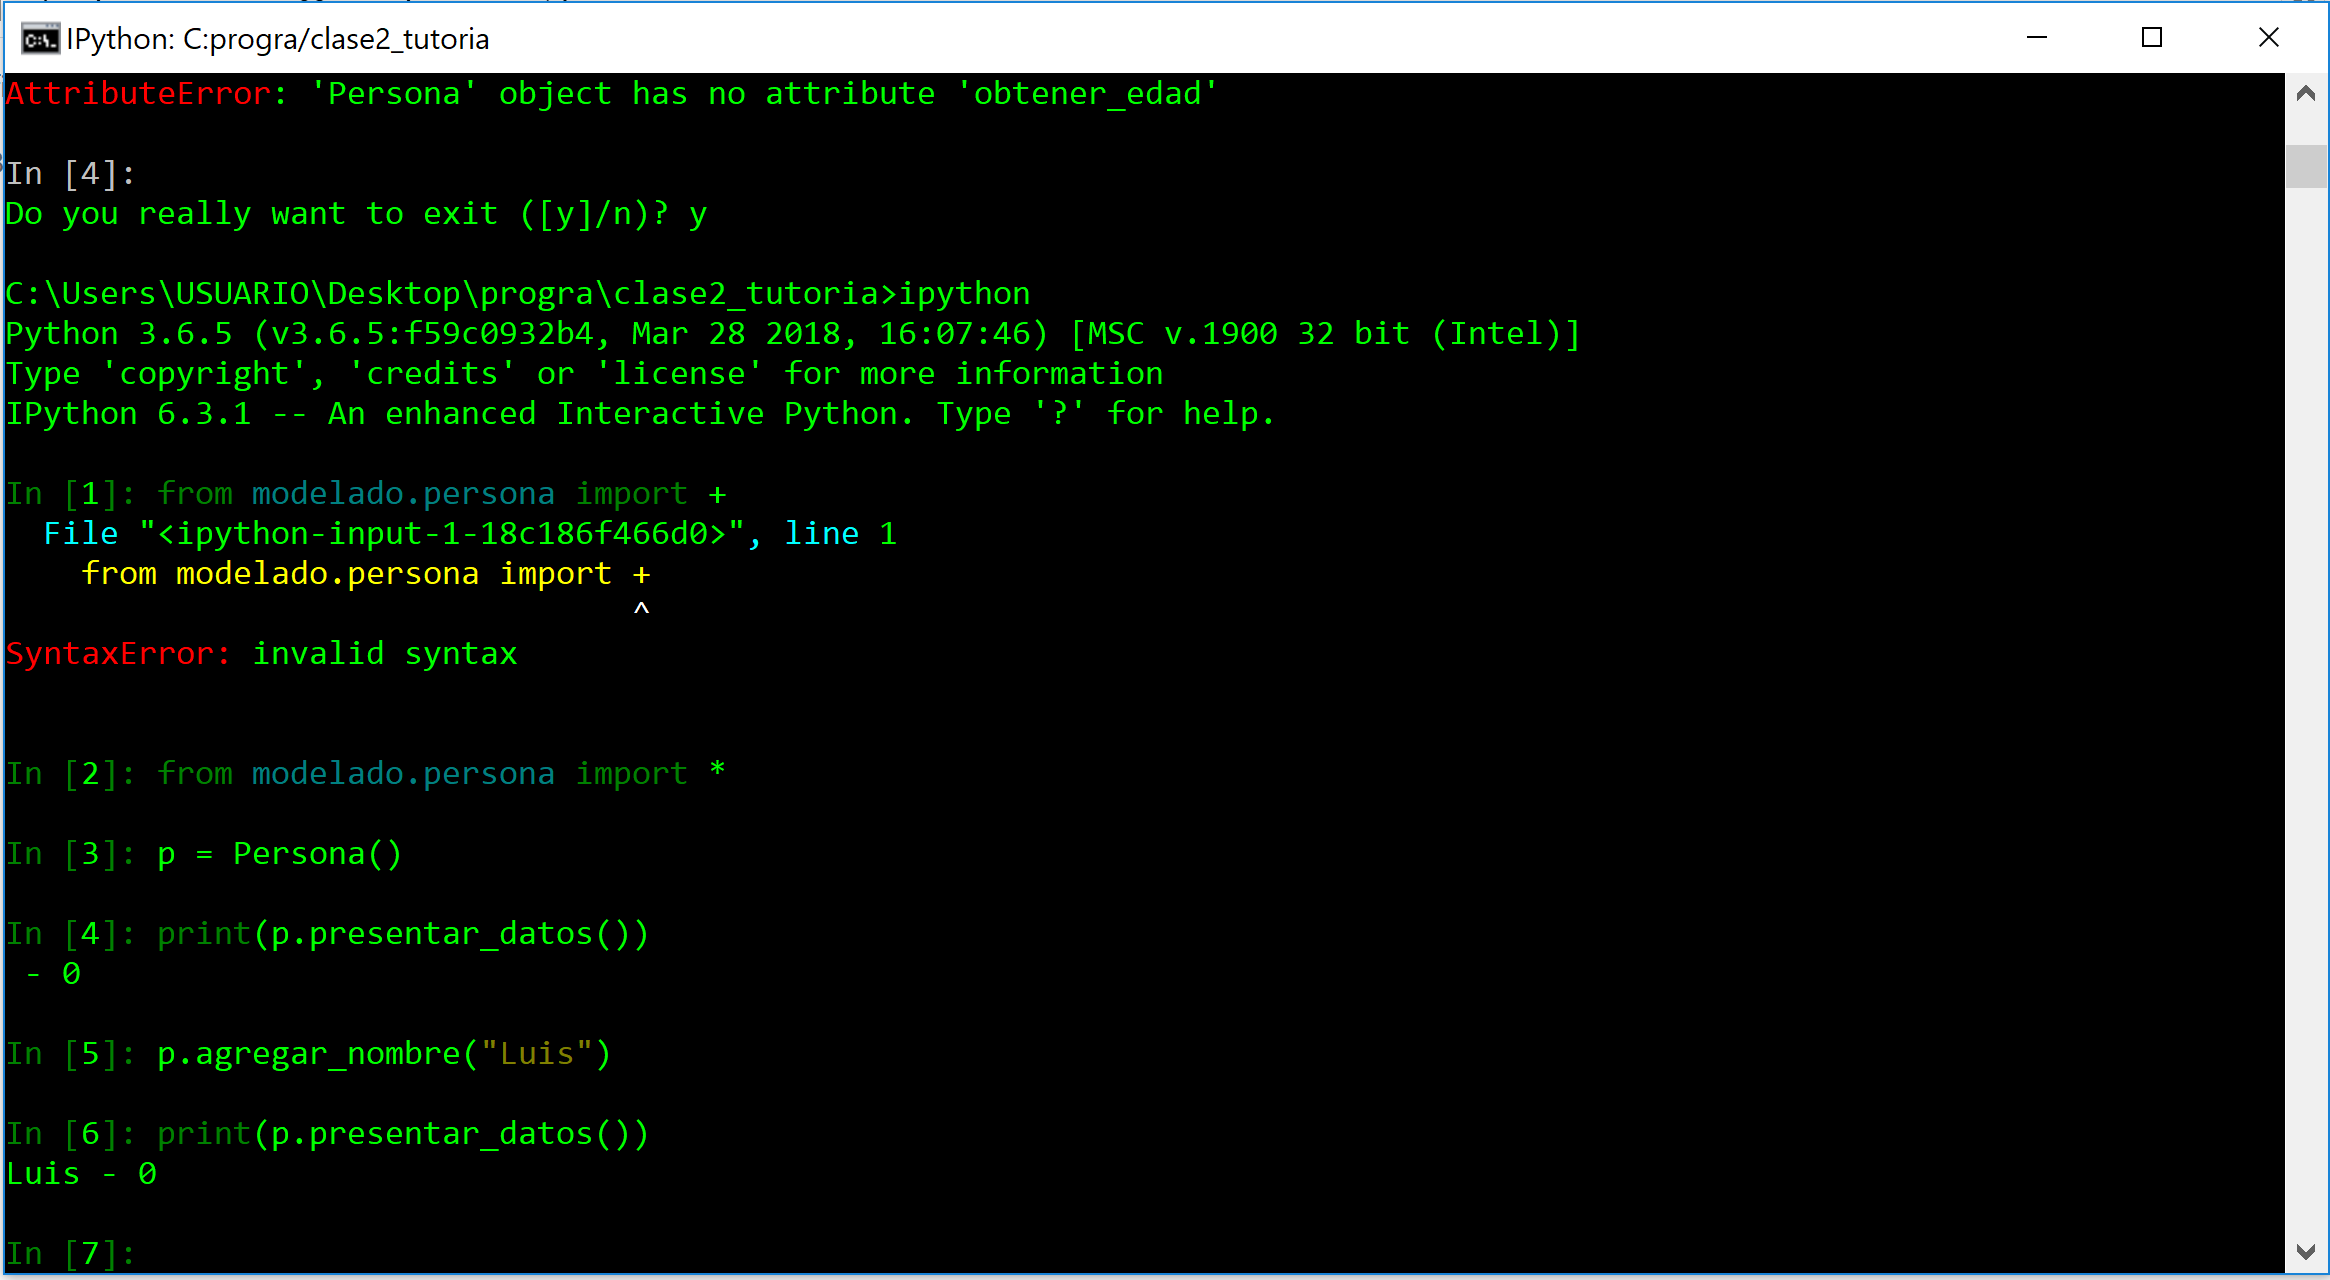 IPython: C:progra/clase2_tutoria
AttributeError: 'Persona' object has no attribute 'obtener_edad'
In [4]:
Do you really want to exit ([y]/n)? y
C:\Users\USUARIO\Desktop\progra\clase2_tutoria>ipython
Python 3.6.5 (v3.6.5:f59c0932b4, Mar 28 2018, 16:07:46) [MSC v.1900 32 bit (Intel)]
Type 'copyright', 'credits' or 'license' for more information
IPython 6.3.1 -- An enhanced Interactive Python. Type '?' for help.
In [1]: from modelado.persona import +
  File "<ipython-input-1-18c186f466d0>", line 1
    from modelado.persona import +
                                 ^
SyntaxError: invalid syntax
In [2]: from modelado.persona import *
In [3]: p = Persona()
In [4]: print(p.presentar_datos())
 - 0
In [5]: p.agregar_nombre("Luis")
In [6]: print(p.presentar_datos())
Luis - 0
In [7]: